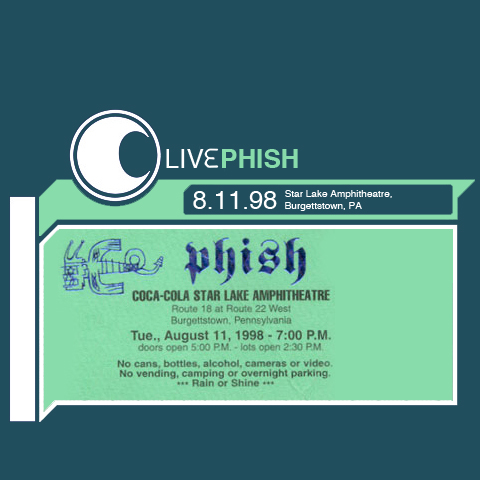 LIVEPHISH
8.11.98
Star Lake Amphitheatre,
Burgettstown, PA
phish
COCA-COLA STAR LAKE AMPHITHEATRE
Route 18 at Route 22 West
Burgettstown, Pennsylvania
Tue., August 11, 1998 - 7:00 P.M.
doors open 5:00 P.M. - lots open 2:30 P.M.
No cans, bottles, alcohol, cameras or video.
No vending, camping or overnight parking.
*** Rain or Shine ***